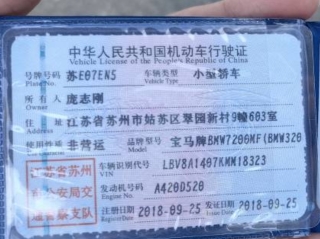 中华人民共和国机动车行驶证
Vehicle License of the People's Republic of China
号牌号码 苏E07EN5 车辆类型 小型轿车
Plate No. Vehicle Type
所有人 庞志刚
Owner
江苏省苏州市姑苏区翠园新村9幢603室
Address
使用性质 非营运 品牌型号 宝马牌BMW7200MF(BMW320
Use Character Model
江苏省苏州
市公安局交
通警察支队
车辆识别代号 LBV8A1407KMM18323
VIN
发动机号码 A420D520
Engine No.
注册日期 2018-09-25 发证日期 2018-09-25
Register Date Issue Date